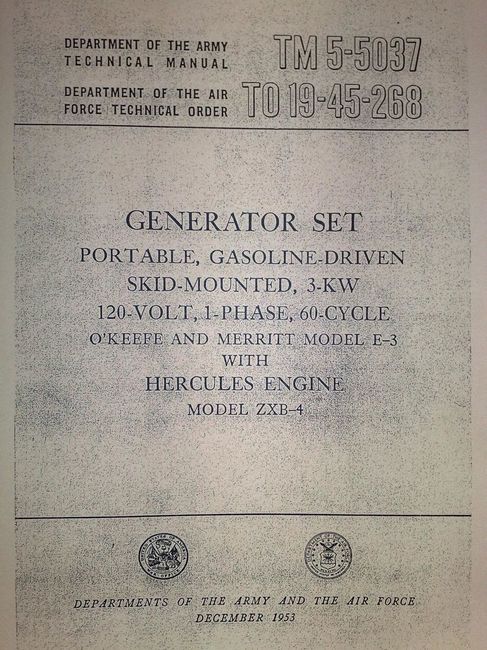 DEPARTMENT OF THE ARMY
TECHNICAL MANUAL
TM 5-5037
DEPARTMENT OF THE AIR
FORCE TECHNICAL ORDER
TO 19-45-268
GENERATOR SET
PORTABLE, GASOLINE-DRIVEN
SKID-MOUNTED, 3-KW
120-VOLT, 1-PHASE, 60-CYCLE
O'KEEFE AND MERRITT MODEL E-3
WITH
HERCULES ENGINE
MODEL ZXB-4
DEPARTMENTS OF THE ARMY AND THE AIR FORCE
DECEMBER 1953